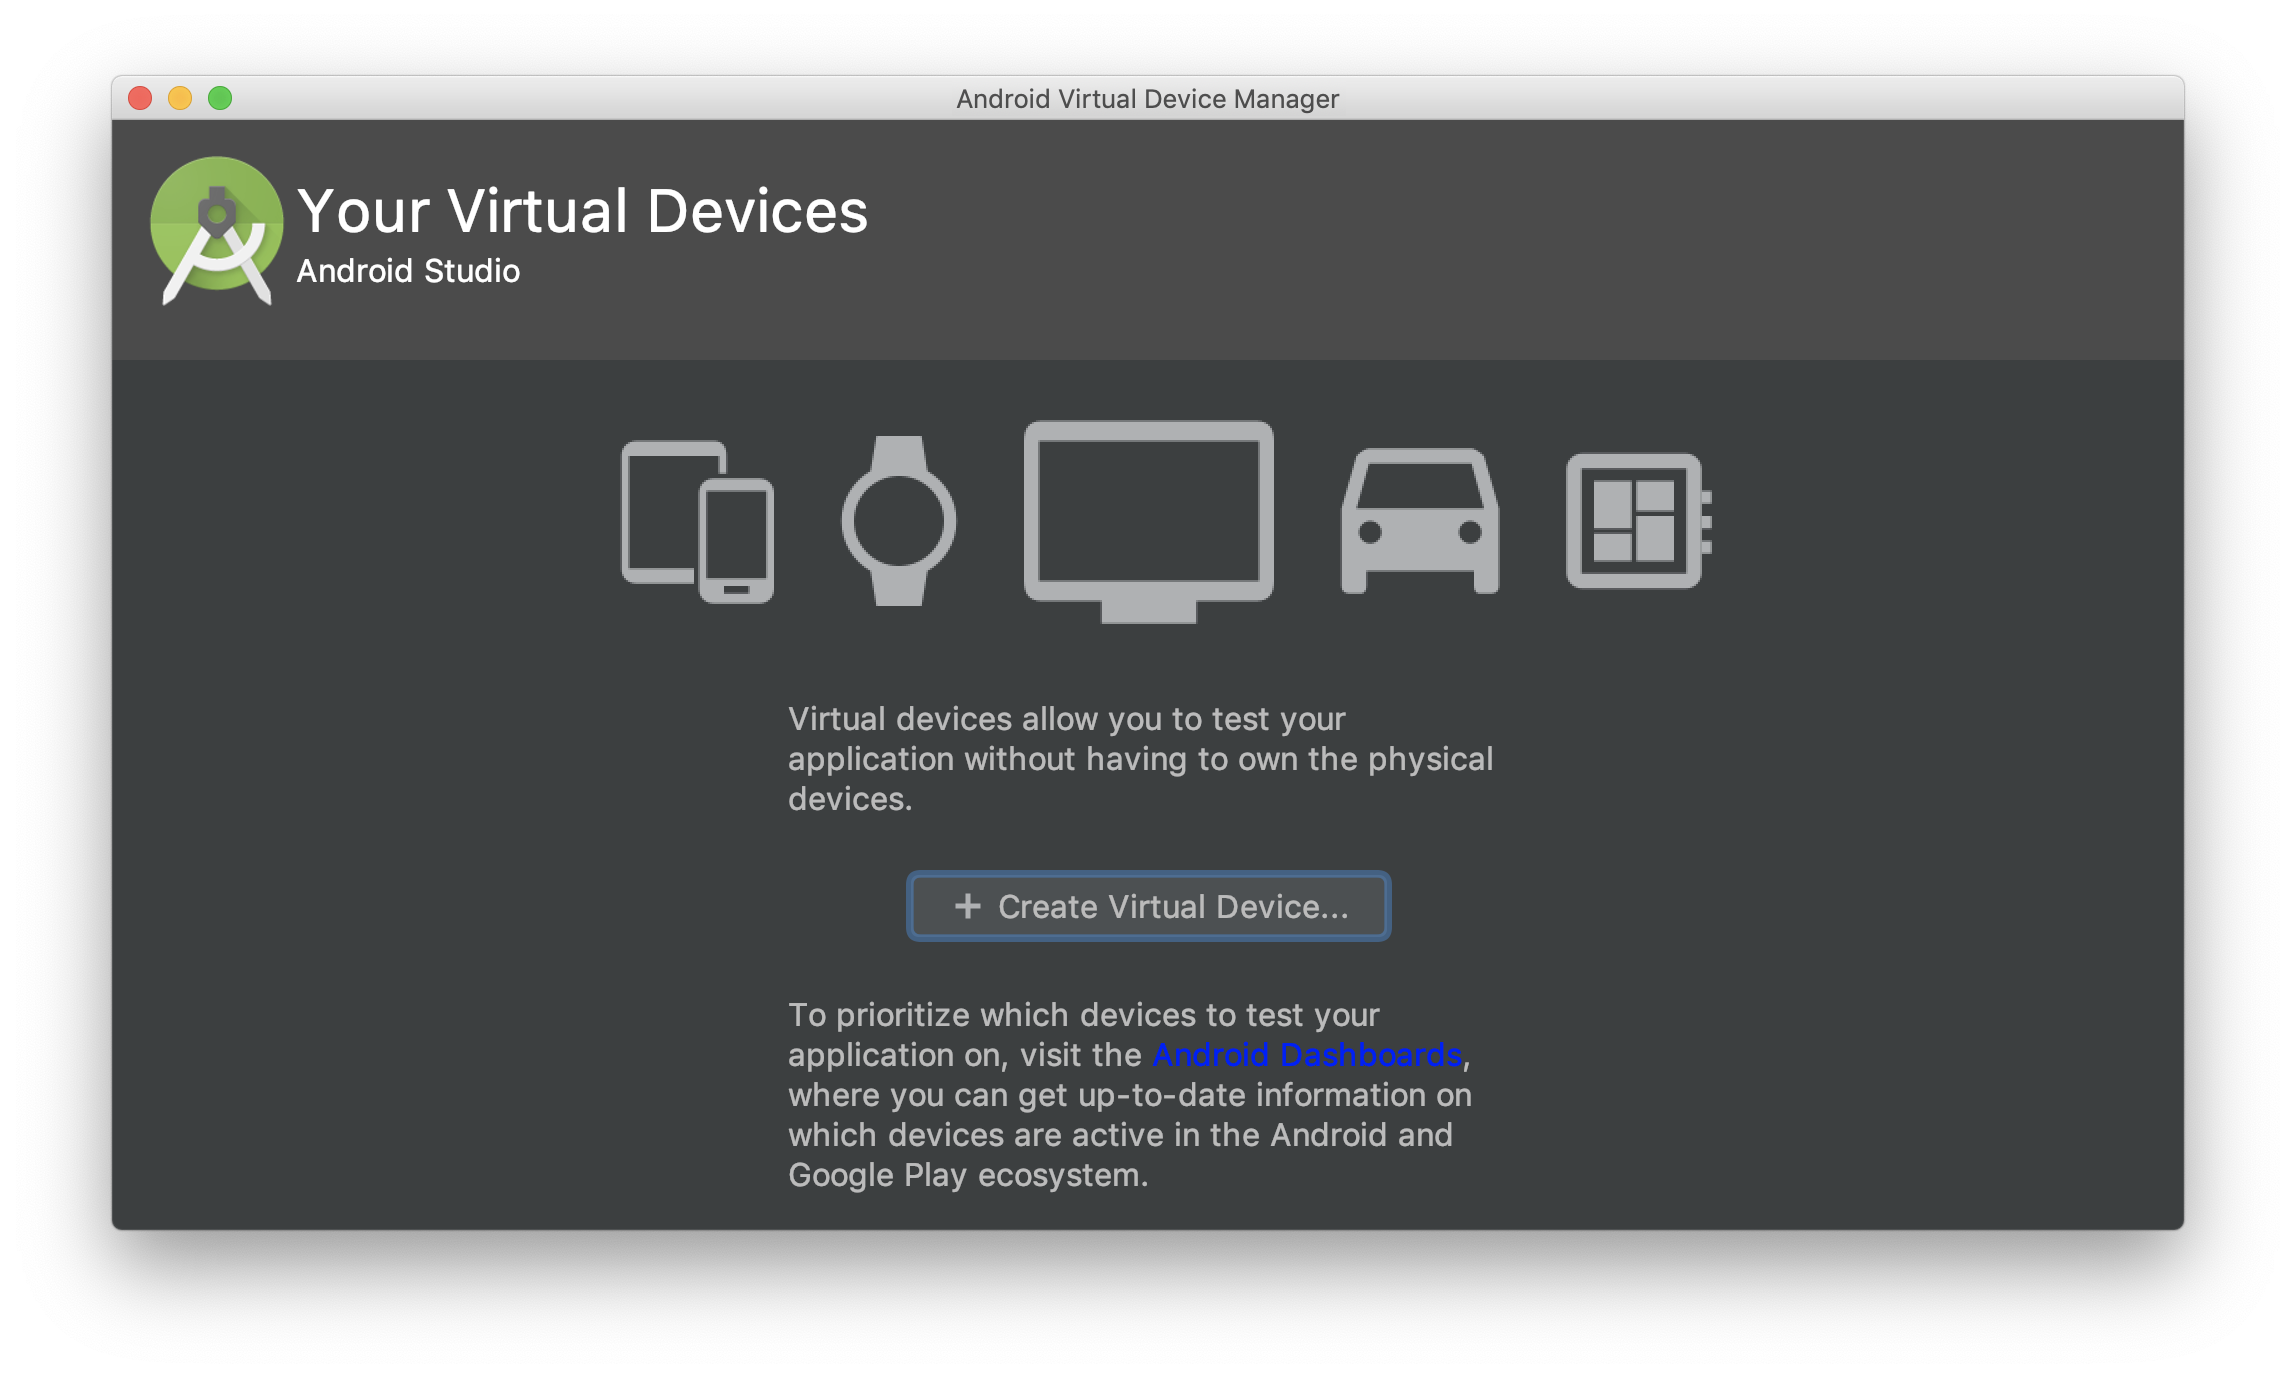 Android Virtual Device Manager
Your Virtual Devices
Android Studio
Virtual devices allow you to test your
application without having to own the physical
devices.
+ Create Virtual Device...
To prioritize which devices to test your
application on, visit the Android Dashboards,
where you can get up-to-date information on
which devices are active in the Android and
Google Play ecosystem.